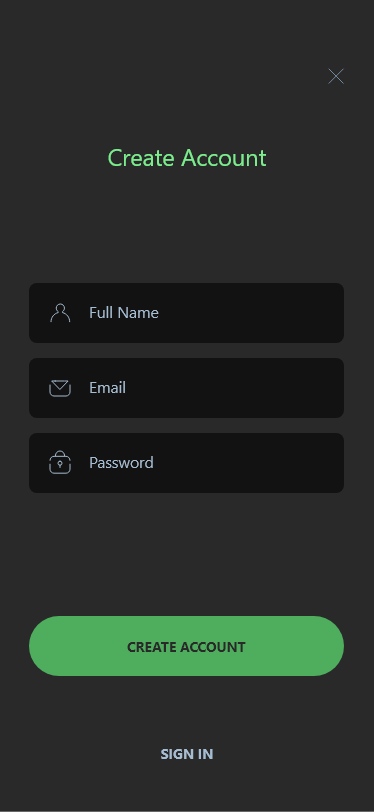 Create Account
Full Name
Email
Password
CREATE ACCOUNT
SIGN IN